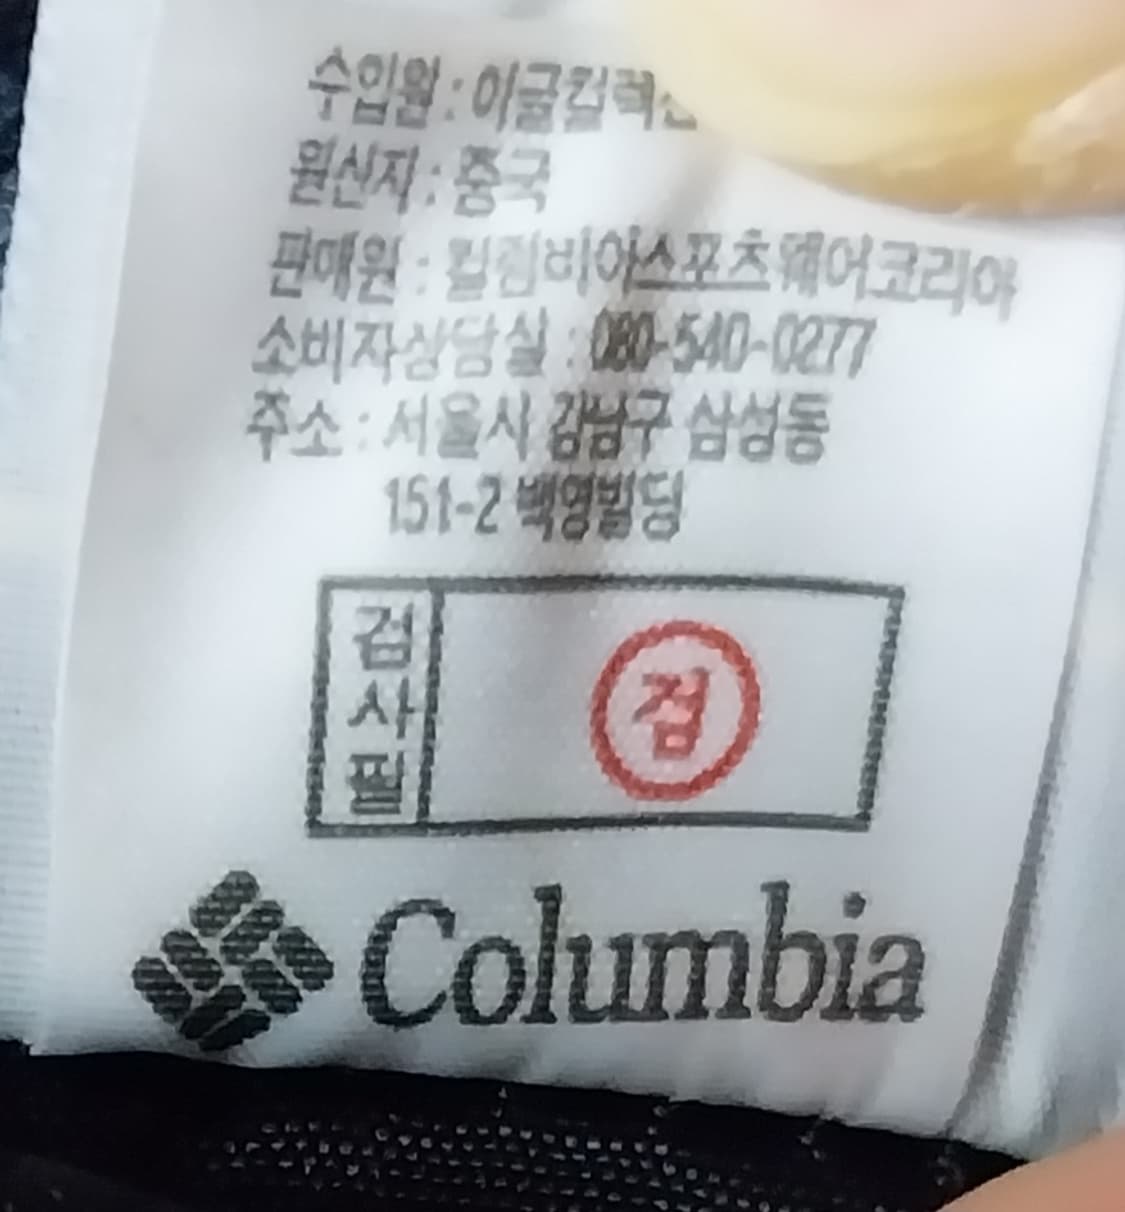 수입원 : 이글컬렉션
원산지 : 중국
판매원 : 컬럼비아스포츠웨어코리아
소비자상담실 : 080-540-0277
주소 : 서울시 강남구 삼성동
151-2 백영빌딩
검사필
점
Columbia